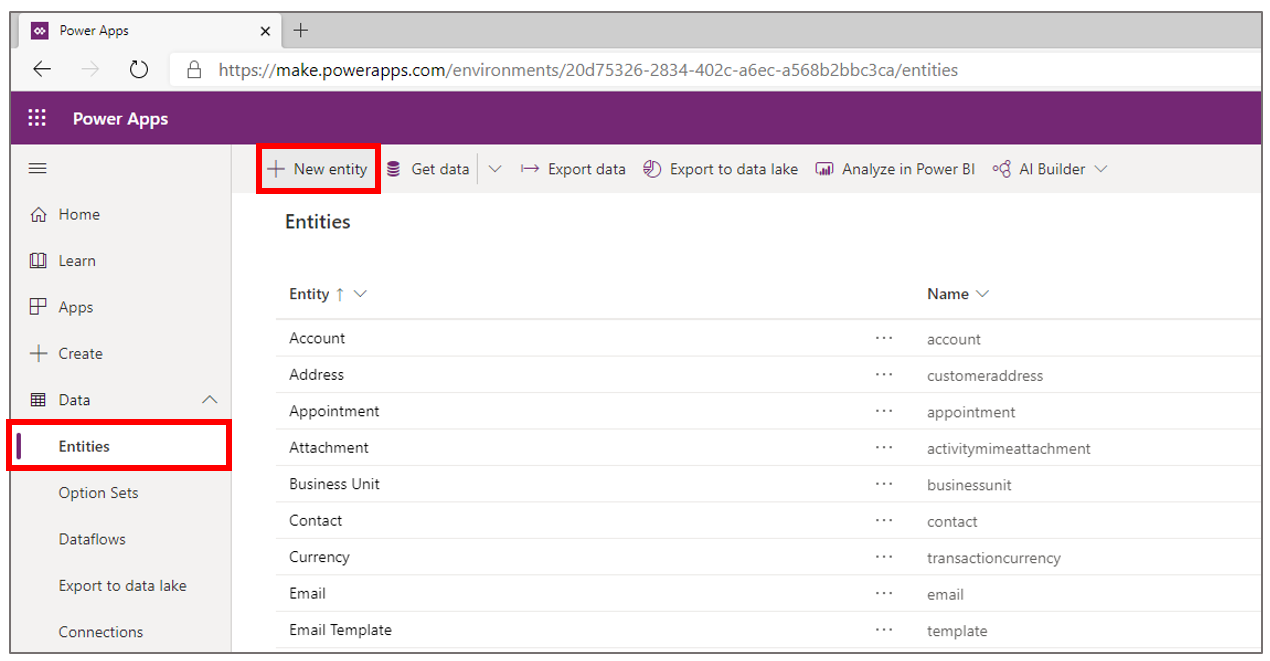 Power Apps
https://make.powerapps.com/environments/20d75326-2834-402c-a6ec-a568b2bbc3ca/entities
Power Apps
New entity Get data Export data Export to data lake Analyze in Power BI AI Builder
Home
Learn
Apps
Create
Data
Entities
Option Sets
Dataflows
Export to data lake
Connections
Entities
Entity Name
Account account
Address customeraddress
Appointment appointment
Attachment activitymimeattachment
Business Unit businessunit
Contact contact
Currency transactioncurrency
Email email
Email Template template